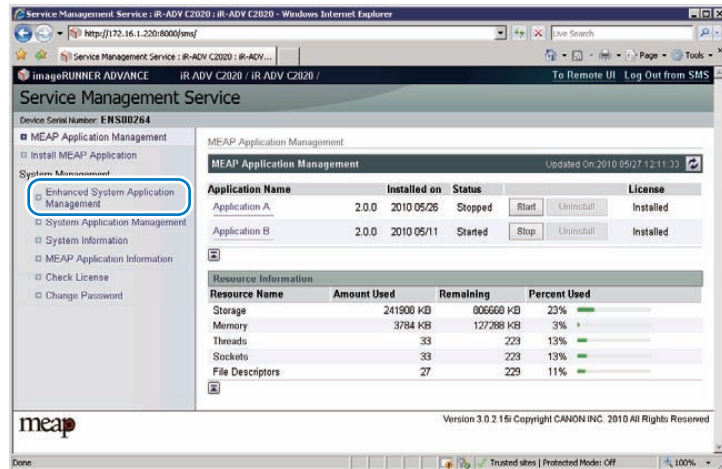 Service Management Service : iR-ADV C2020 : iR-ADV C2020 - Windows Internet Explorer
http://172.16.1.220:8000/sms/
Live Search
Service Management Service : iR-ADV C2020 : iR-ADV...
Page
Tools
imageRUNNER ADVANCE iR ADV C2020 / iR ADV C2020 /
To Remote UI Log Out from SMS
Service Management Service
Device Serial Number: ENS00264
MEAP Application Management
Install MEAP Application
System Management
Enhanced System Application
Management
System Application Management
System Information
MEAP Application Information
Check License
Change Password
MEAP Application Management
MEAP Application Management Updated On:2010 05/27 12:11:33
Application Name Installed on Status License
Application A 2.0.0 2010 05/26 Stopped Start Uninstall Installed
Application B 2.0.0 2010 05/11 Started Stop Uninstall Installed
Resource Information
Resource Name Amount Used Remaining Percent Used
Storage 241908 KB 806668 KB 23%
Memory 3784 KB 127288 KB 3%
Threads 33 223 13%
Sockets 33 223 13%
File Descriptors 27 229 11%
meap
Version 3.0.2.15i Copyright CANON INC. 2010 All Rights Reserved
Done
Trusted sites | Protected Mode: Off
100%